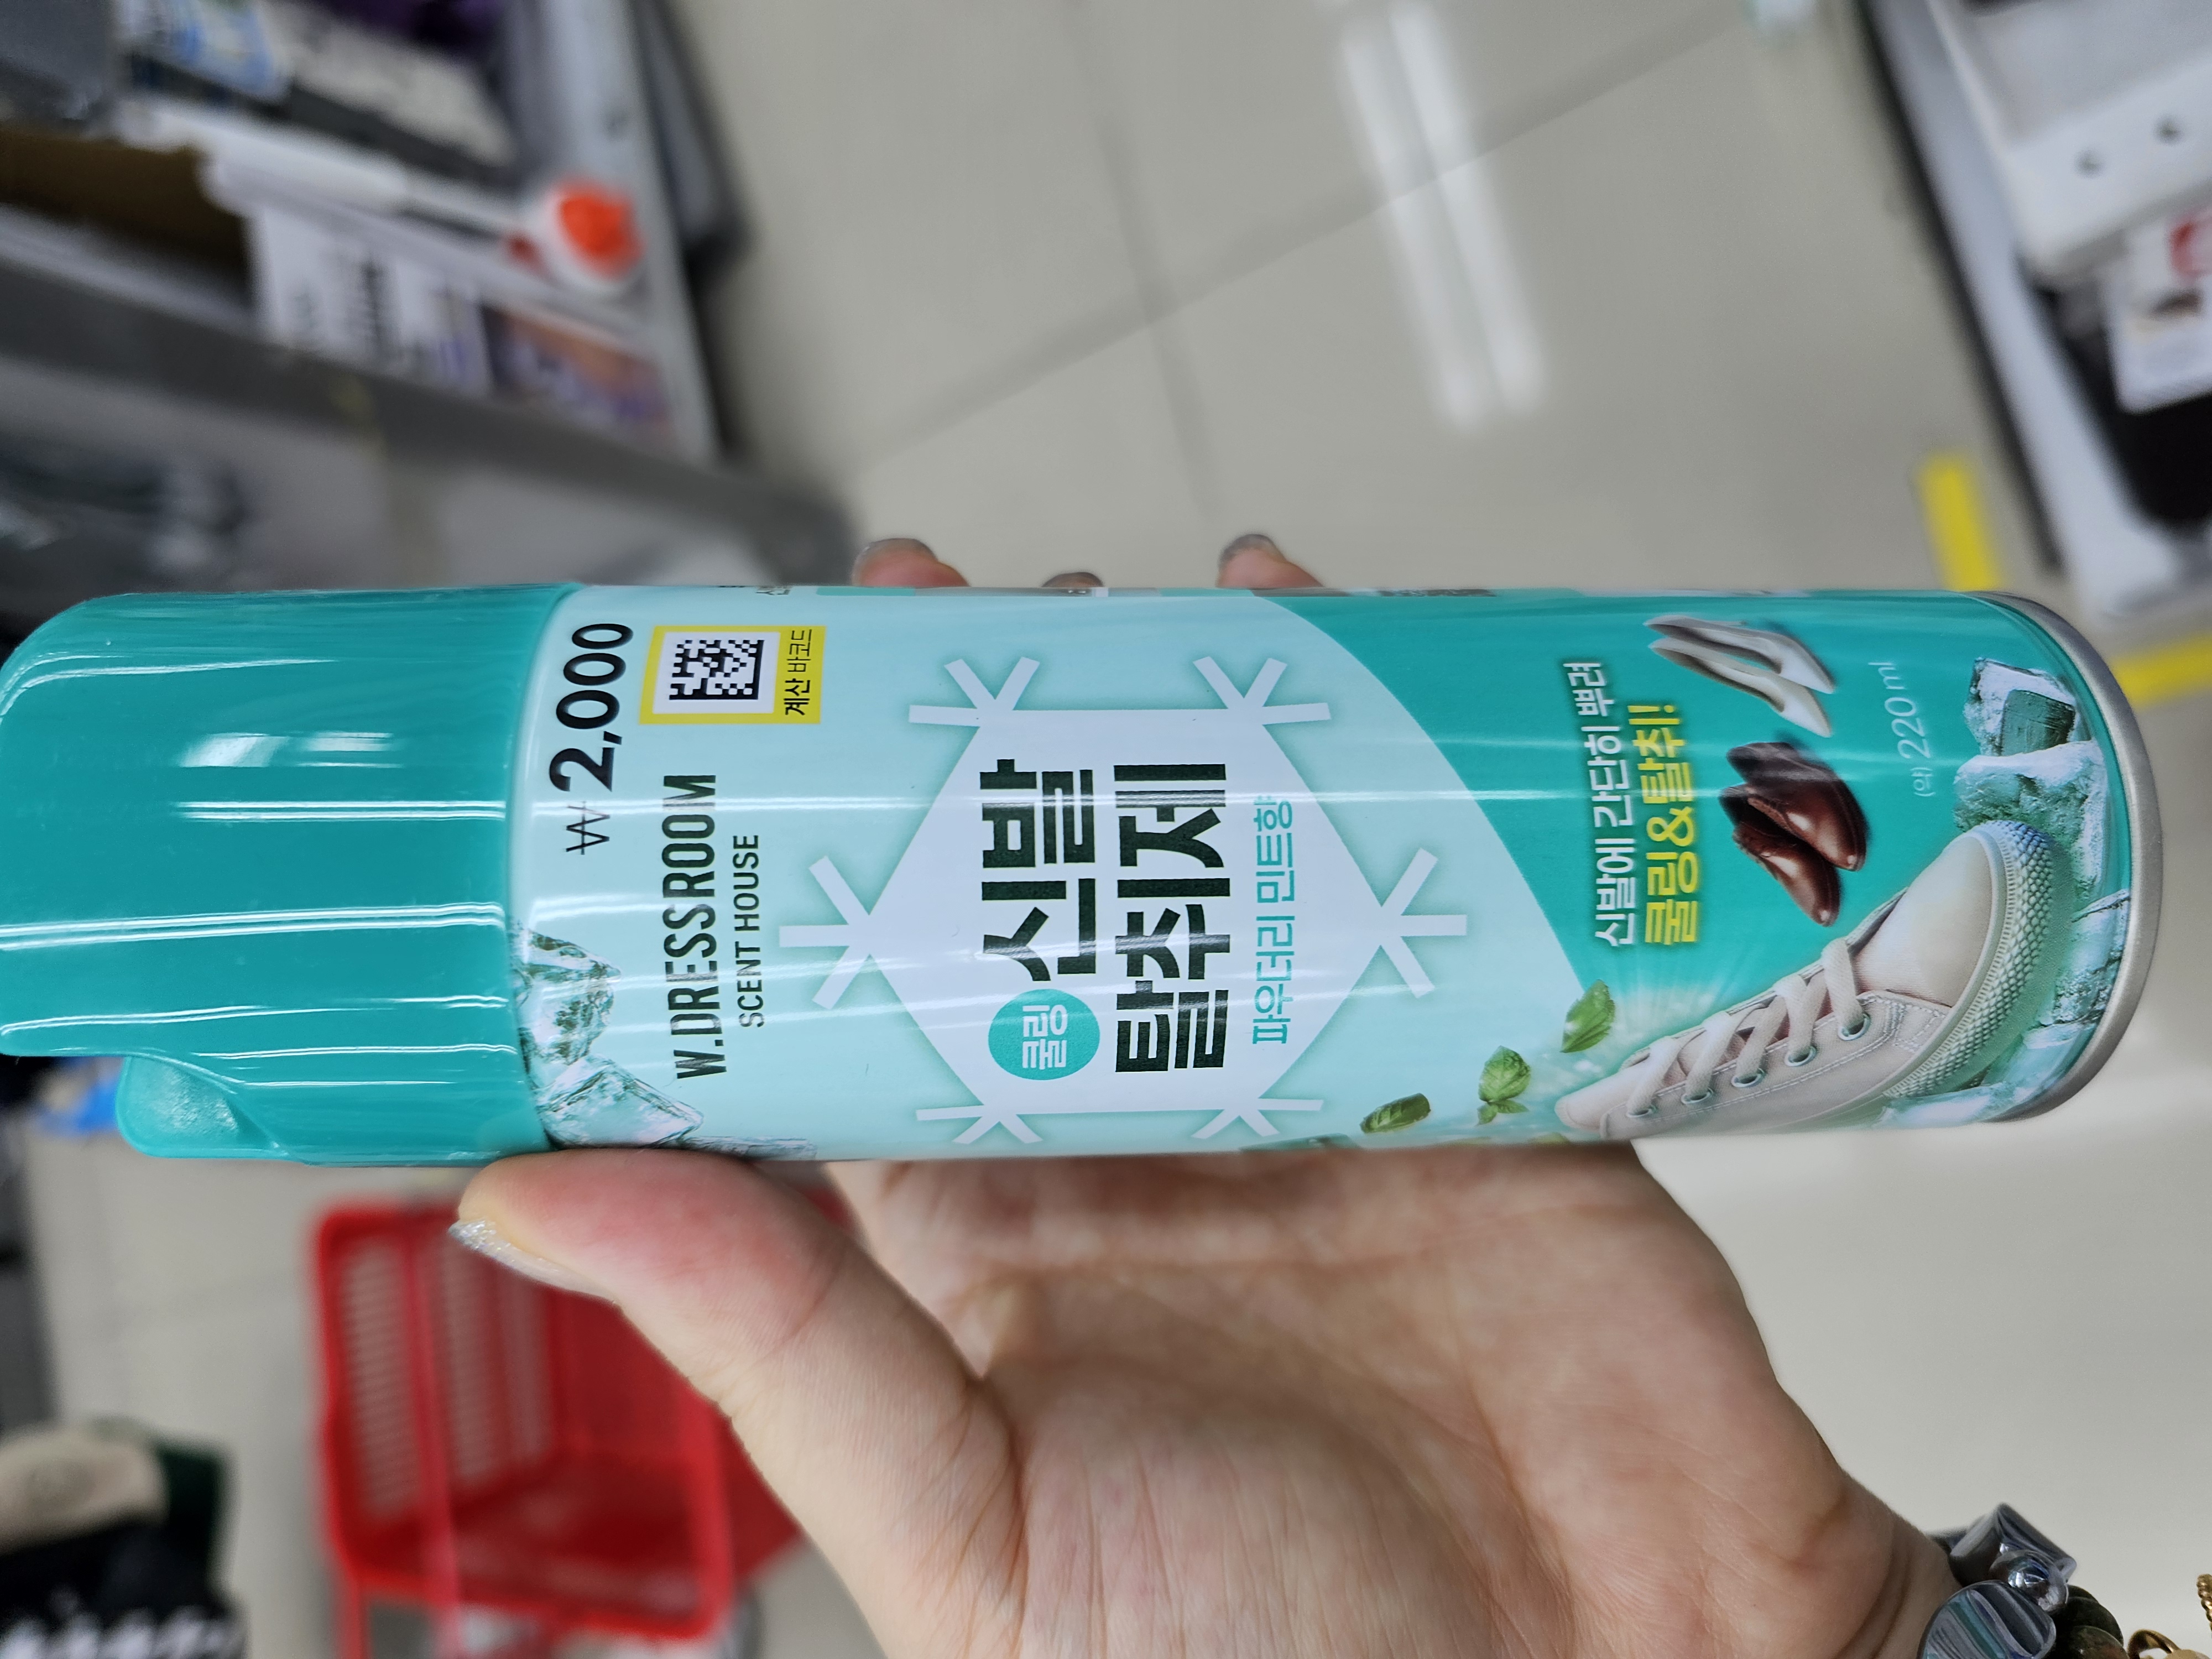 ₩2,000
계산 바코드
W.DRESSROOM
SCENT HOUSE
쿨링 신발
탈취제
파우더리 민트향
신발에 간단히 뿌려
쿨링&탈취!
(약) 220 ml